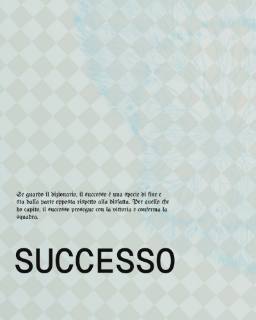 Se guardo il dizionario, il successo è una specie di fine e
sta dalla parte opposta rispetto alla disfatta. Per quello che
ho capito, il successo prosegue con la vittoria e conferma la
squadra.
SUCCESSO